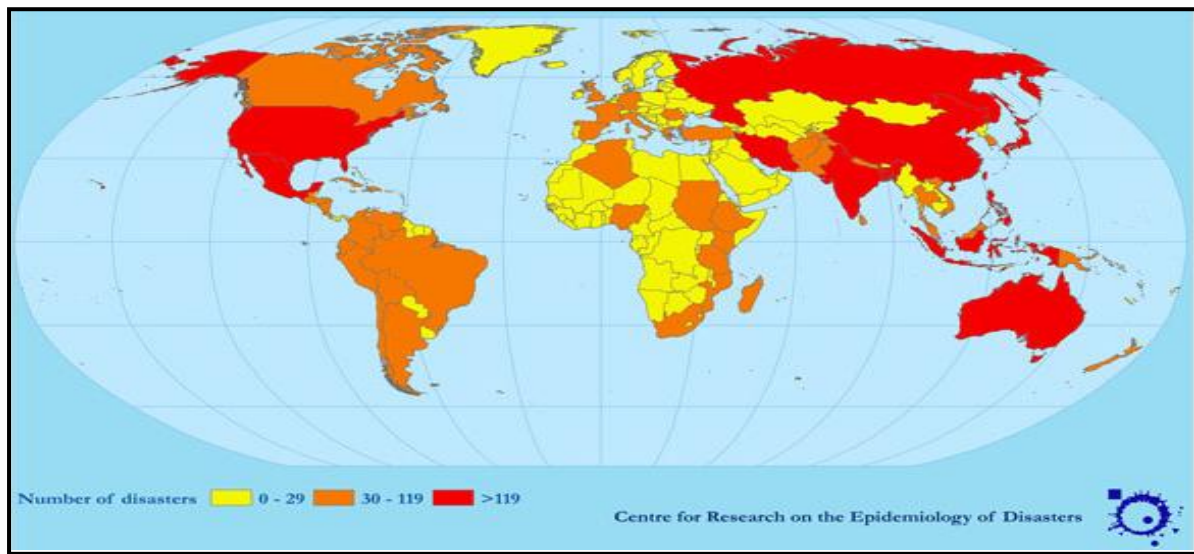 Number of disasters 0 - 29 30 - 119 >119
Centre for Research on the Epidemiology of Disasters